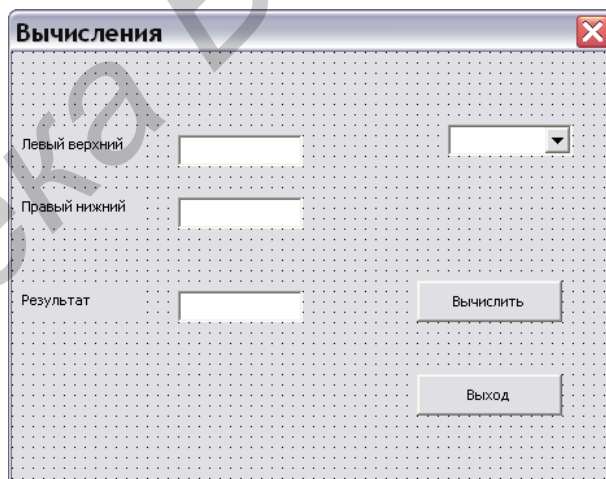 Вычисления
Левый верхний
Правый нижний
Результат
Вычислить
Выход